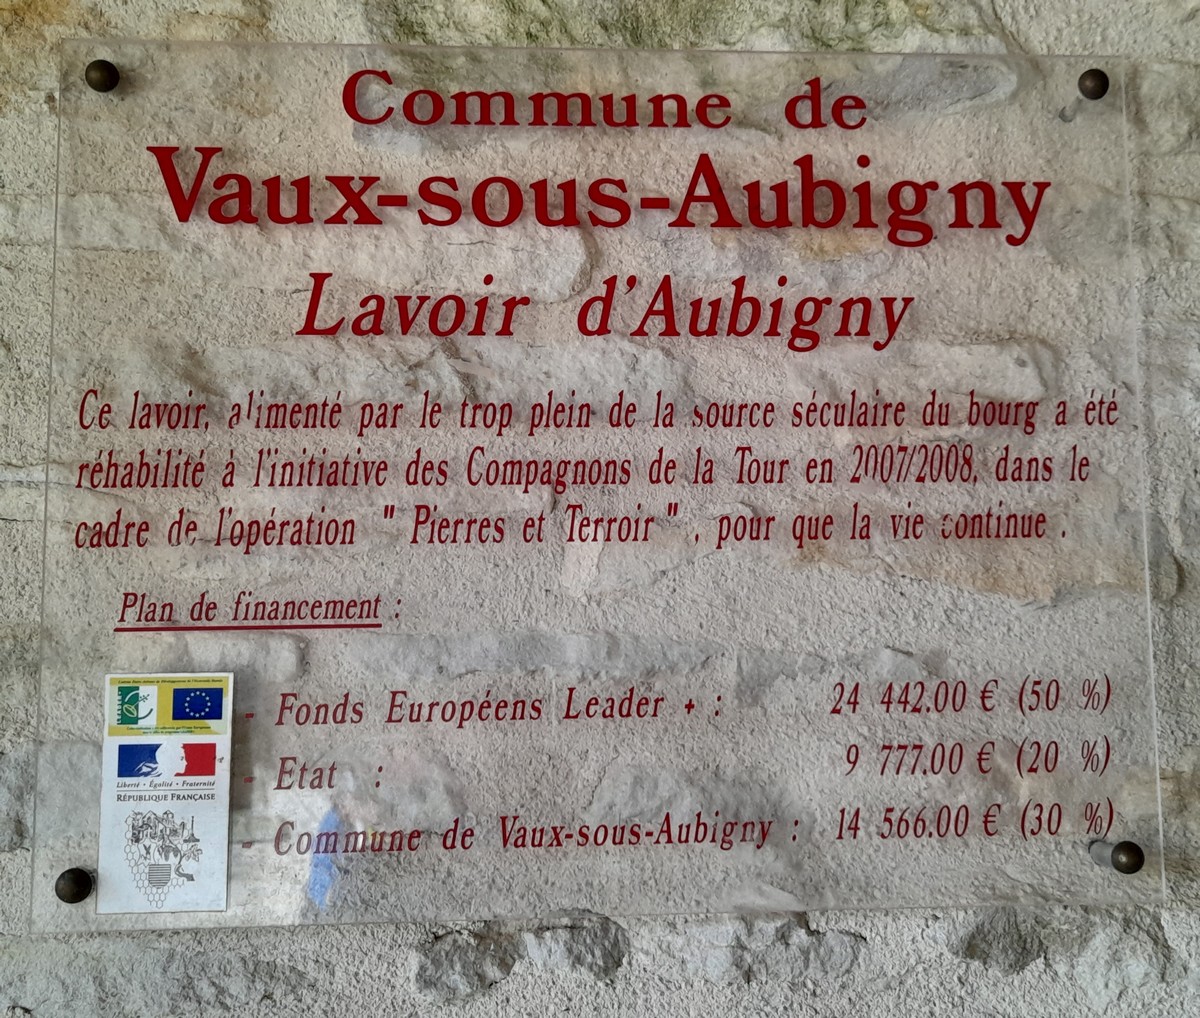 Commune de
Vaux-sous-Aubigny
Lavoir d'Aubigny
Ce lavoir, alimenté par le trop plein de la source séculaire du bourg a été
réhabilité à l'initiative des Compagnons de la Tour en 2007/2008, dans le
cadre de l'opération " Pierres et Terroir ", pour que la vie continue .
Plan de financement :
- Fonds Européens Leader + : 24 442.00 € (50 %)
- Etat : 9 777.00 € (20 %)
- Commune de Vaux-sous-Aubigny : 14 566.00 € (30 %)
Liberté • Égalité • Fraternité
RÉPUBLIQUE FRANÇAISE